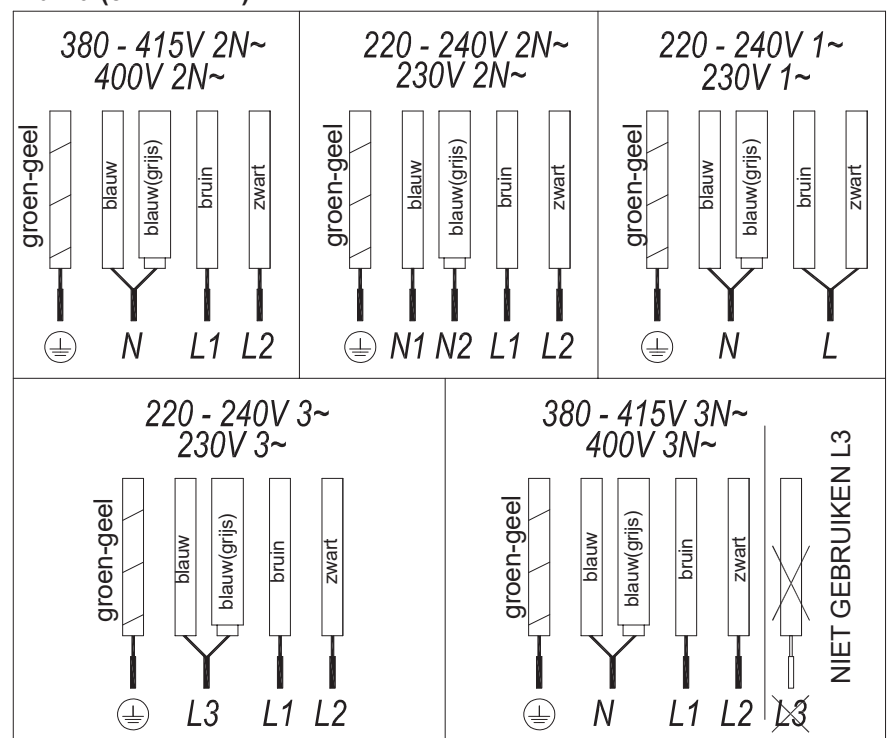 380 - 415V 2N~
400V 2N~
groen-geel
blauw
blauw(grijs)
bruin
zwart
N L1 L2
220 - 240V 2N~
230V 2N~
groen-geel
blauw
blauw(grijs)
bruin
zwart
N1 N2 L1 L2
220 - 240V 1~
230V 1~
groen-geel
blauw
blauw(grijs)
bruin
zwart
N L
220 - 240V 3~
230V 3~
groen-geel
blauw
blauw(grijs)
bruin
zwart
L3 L1 L2
380 - 415V 3N~
400V 3N~
groen-geel
blauw
blauw(grijs)
bruin
zwart
N L1 L2 L3
NIET GEBRUIKEN L3